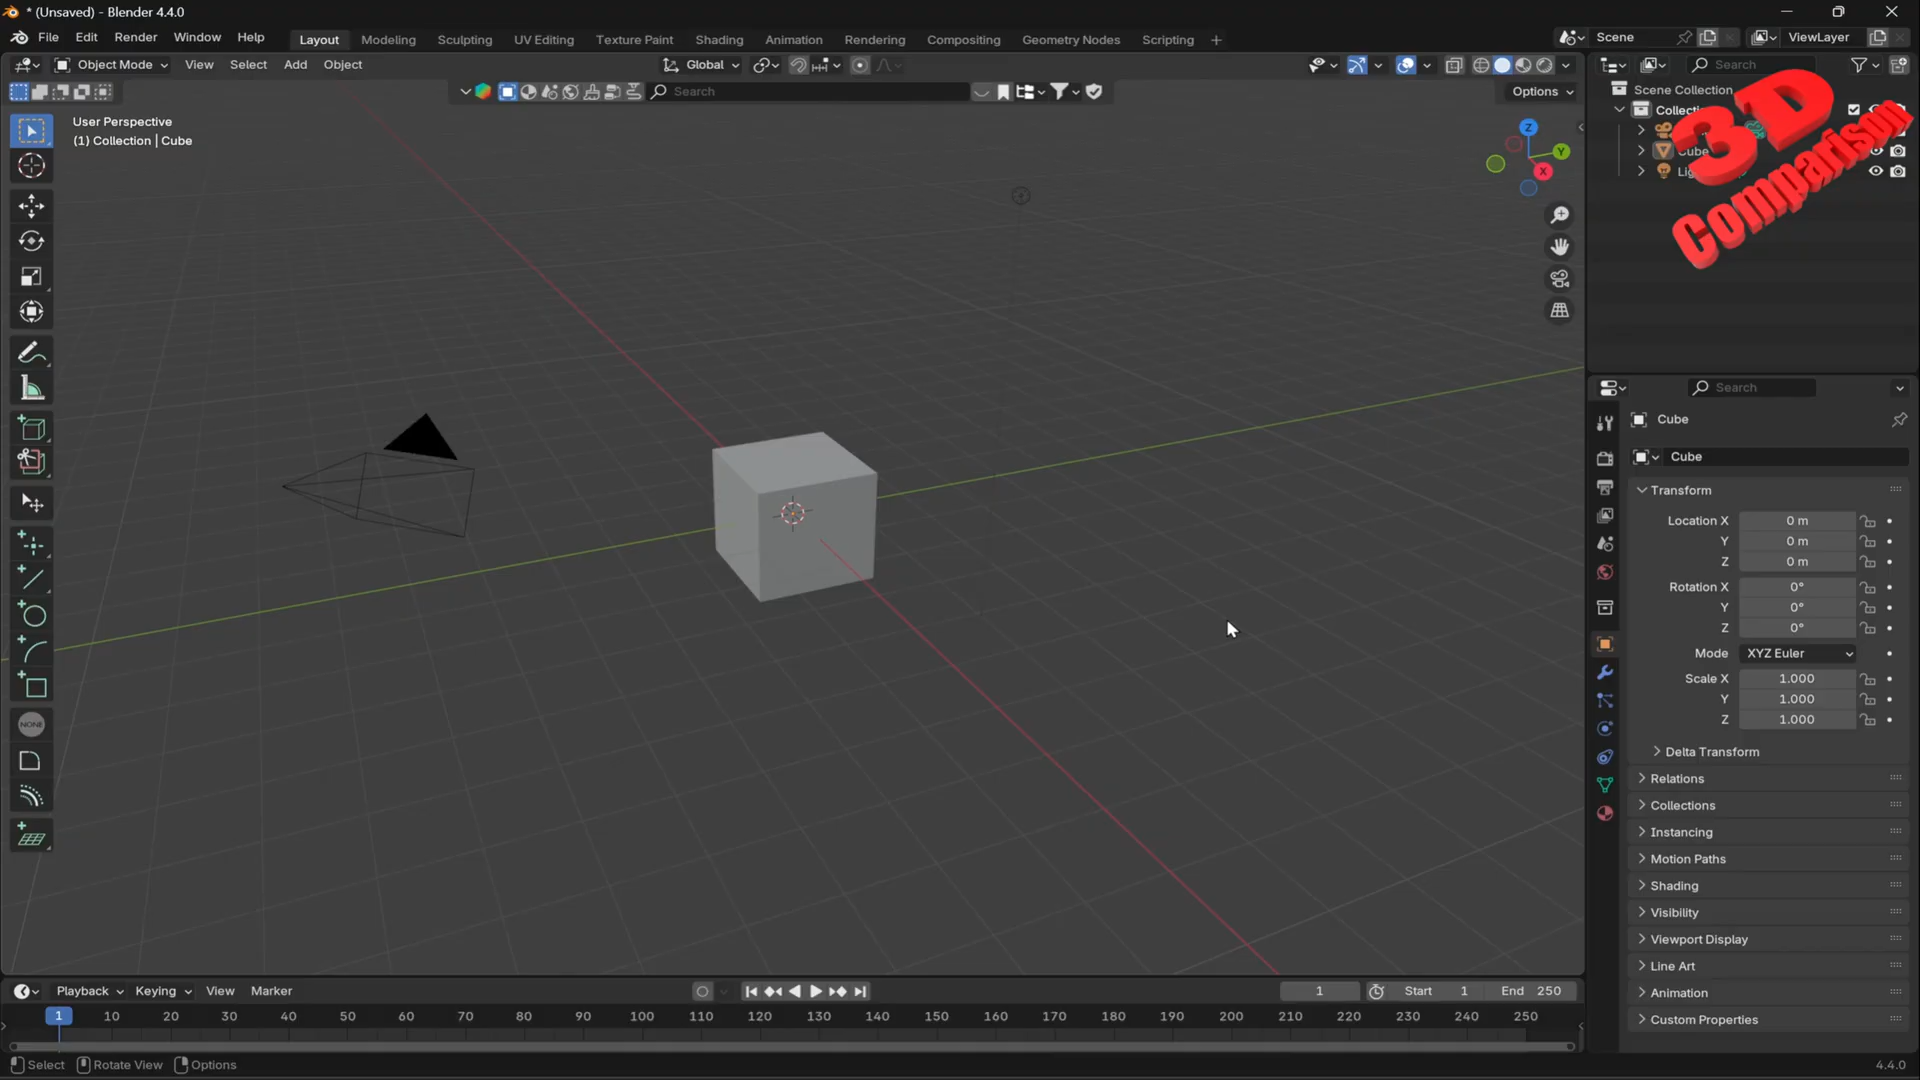 * (Unsaved) - Blender 4.4.0
File Edit Render Window Help Layout Modeling Sculpting UV Editing Texture Paint Shading Animation Rendering Compositing Geometry Nodes Scripting + Scene ViewLayer
Object Mode View Select Add Object Global Search
Search Options
User Perspective
(1) Collection | Cube
Z
Y
X
Scene Collection
Cube
3D
Comparison
NONE
Search
Cube
Cube
Transform
Location X 0 m
Y 0 m
Z 0 m
Rotation X 0°
Y 0°
Z 0°
Mode XYZ Euler
Scale X 1.000
Y 1.000
Z 1.000
Delta Transform
Relations
Collections
Instancing
Motion Paths
Shading
Visibility
Viewport Display
Line Art
Animation
Custom Properties
Playback Keying View Marker 1 Start 1 End 250
1 10 20 30 40 50 60 70 80 90 100 110 120 130 140 150 160 170 180 190 200 210 220 230 240 250
Select Rotate View Options 4.4.0